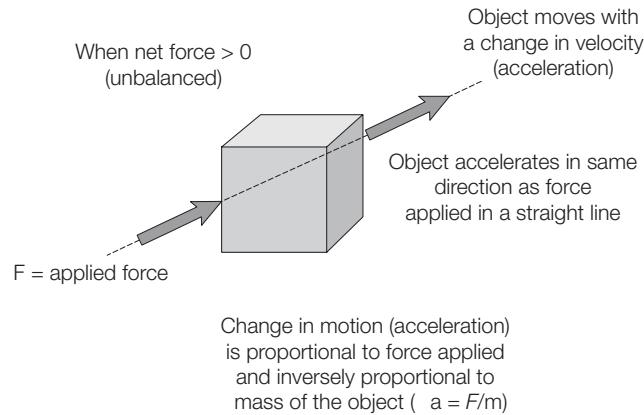 When net force > 0
(unbalanced)
Object moves with
a change in velocity
(acceleration)
Object accelerates in same
direction as force
applied in a straight line
F = applied force
Change in motion (acceleration)
is proportional to force applied
and inversely proportional to
mass of the object ( a = F/m)